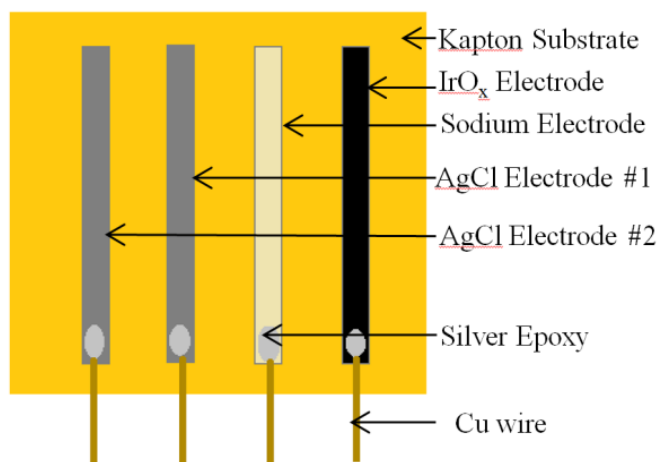 Kapton Substrate
IrOx Electrode
Sodium Electrode
AgCl Electrode #1
AgCl Electrode #2
Silver Epoxy
Cu wire